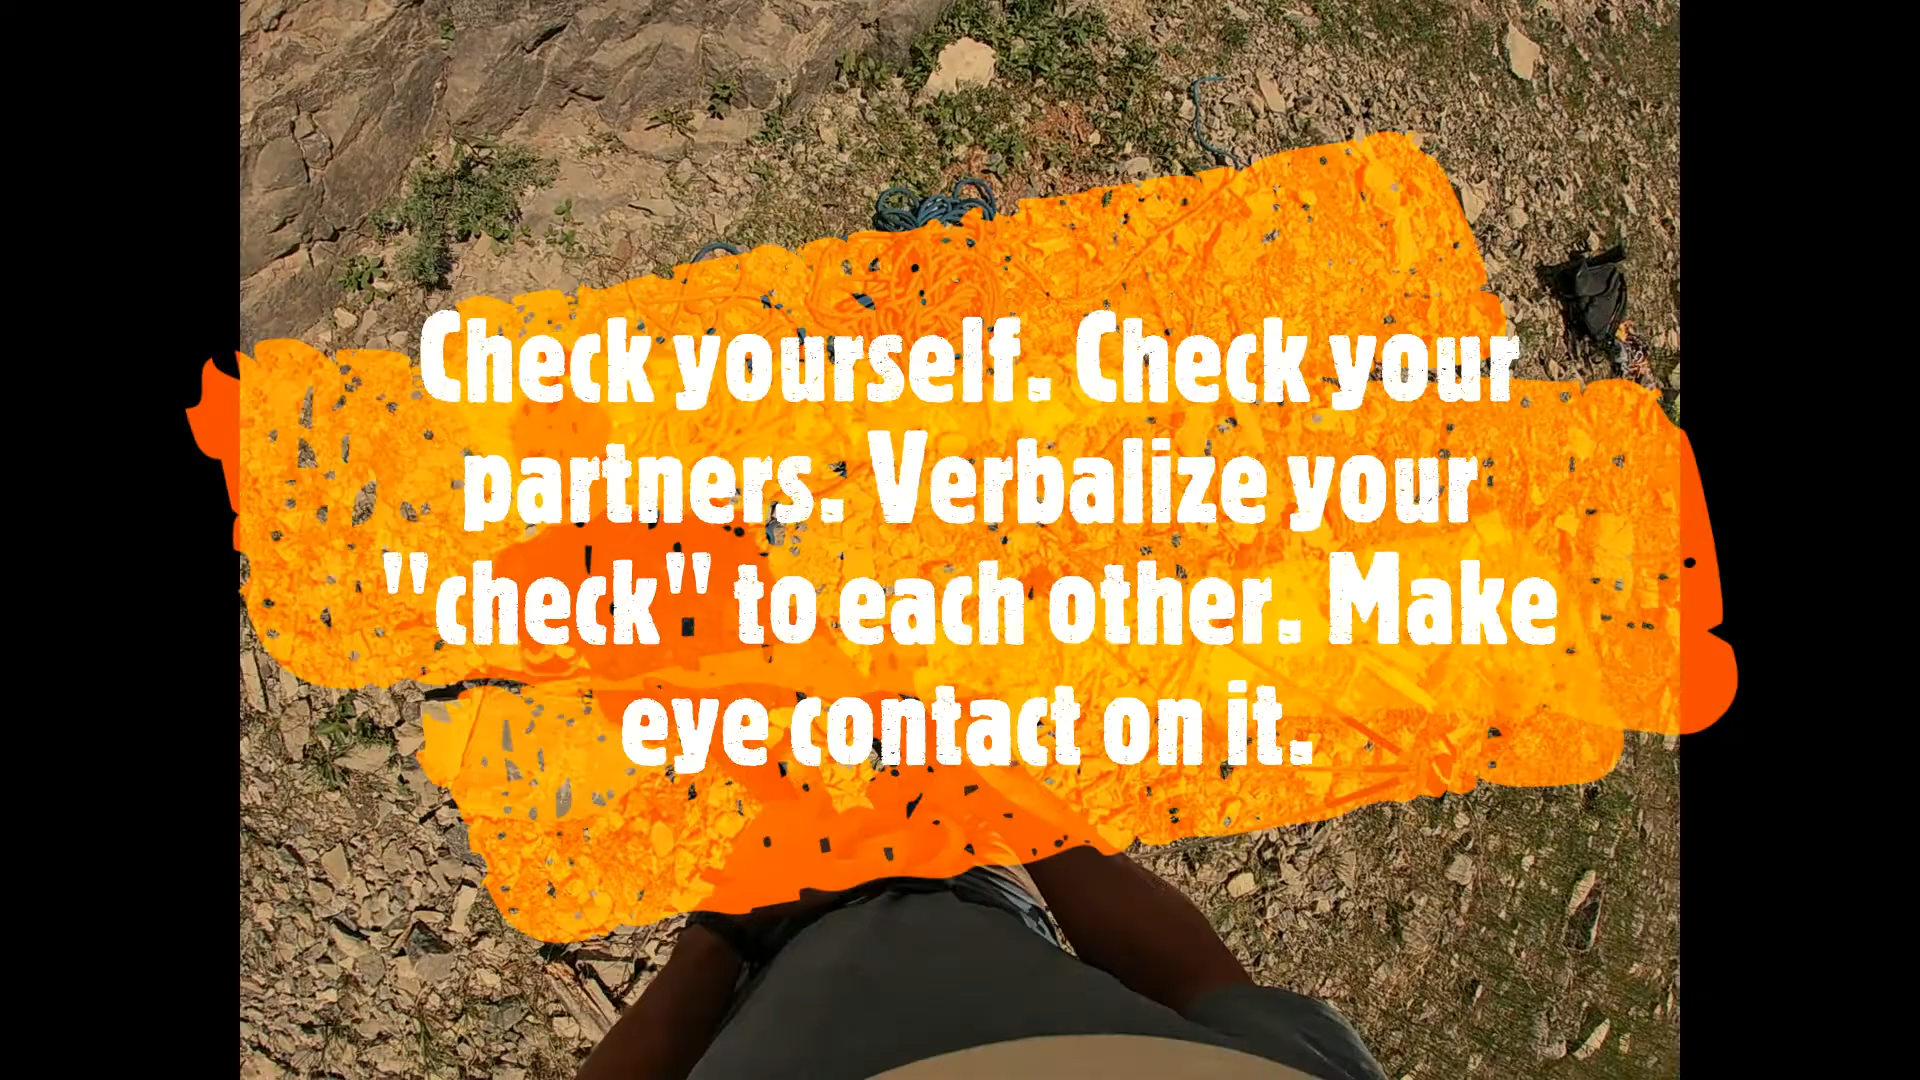 Check yourself. Check your
partners. Verbalize your
"check" to each other. Make
eye contact on it.